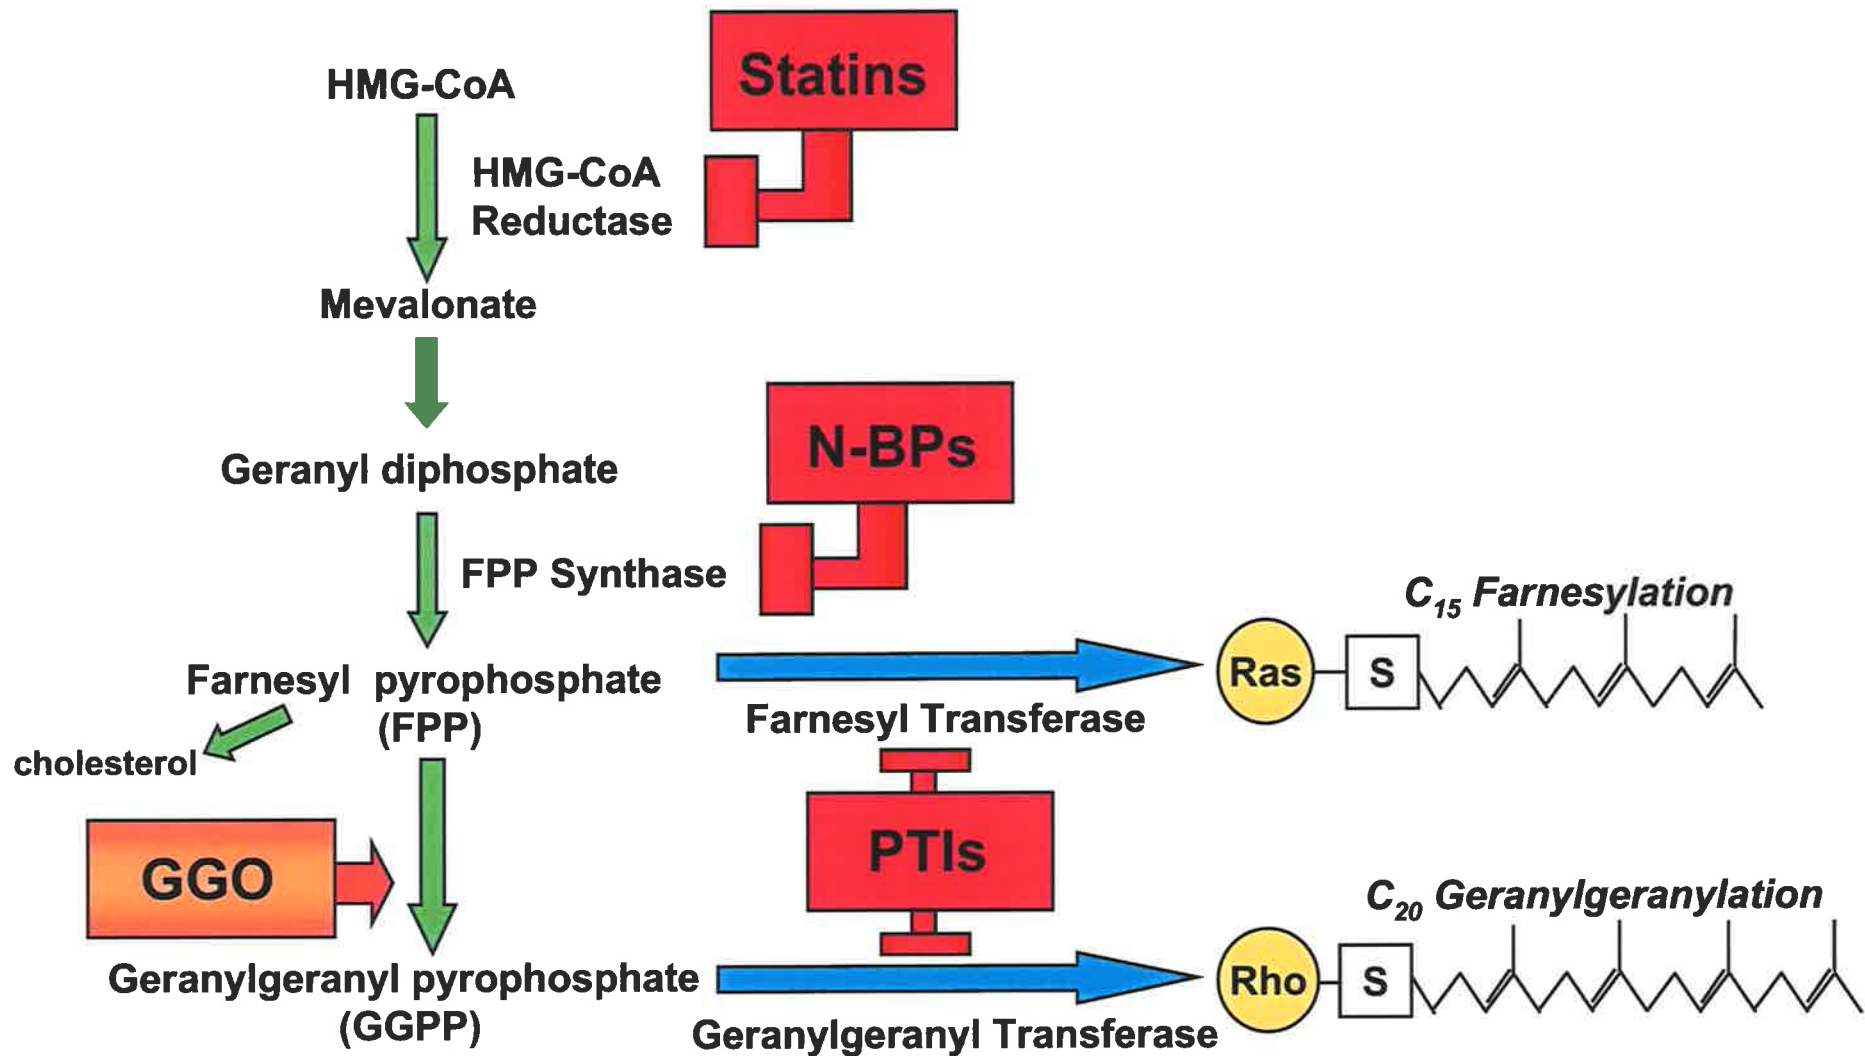 Statins
HMG-CoA
HMG-CoA
Reductase
Mevalonate
N-BPs
Geranyl diphosphate
FPP Synthase
C15 Farnesylation
Farnesyl pyrophosphate
(FPP)
Ras
S
Farnesyl Transferase
cholesterol
GGO
PTIs
C20 Geranylgeranylation
Geranylgeranyl pyrophosphate
(GGPP)
Rho
S
Geranylgeranyl Transferase